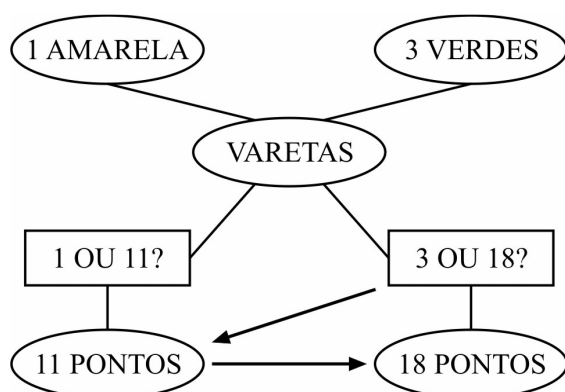 1 AMARELA
3 VERDES
VARETAS
1 OU 11?
3 OU 18?
11 PONTOS
18 PONTOS